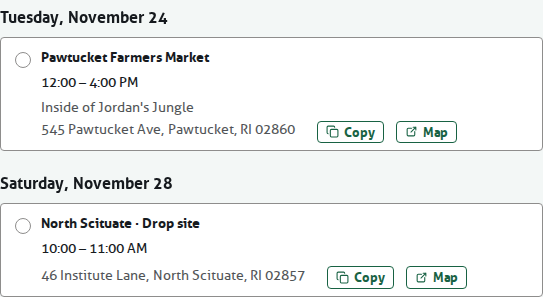 Tuesday, November 24
Pawtucket Farmers Market
12:00 – 4:00 PM
Inside of Jordan's Jungle
545 Pawtucket Ave, Pawtucket, RI 02860 Copy Map
Saturday, November 28
North Scituate · Drop site
10:00 – 11:00 AM
46 Institute Lane, North Scituate, RI 02857 Copy Map